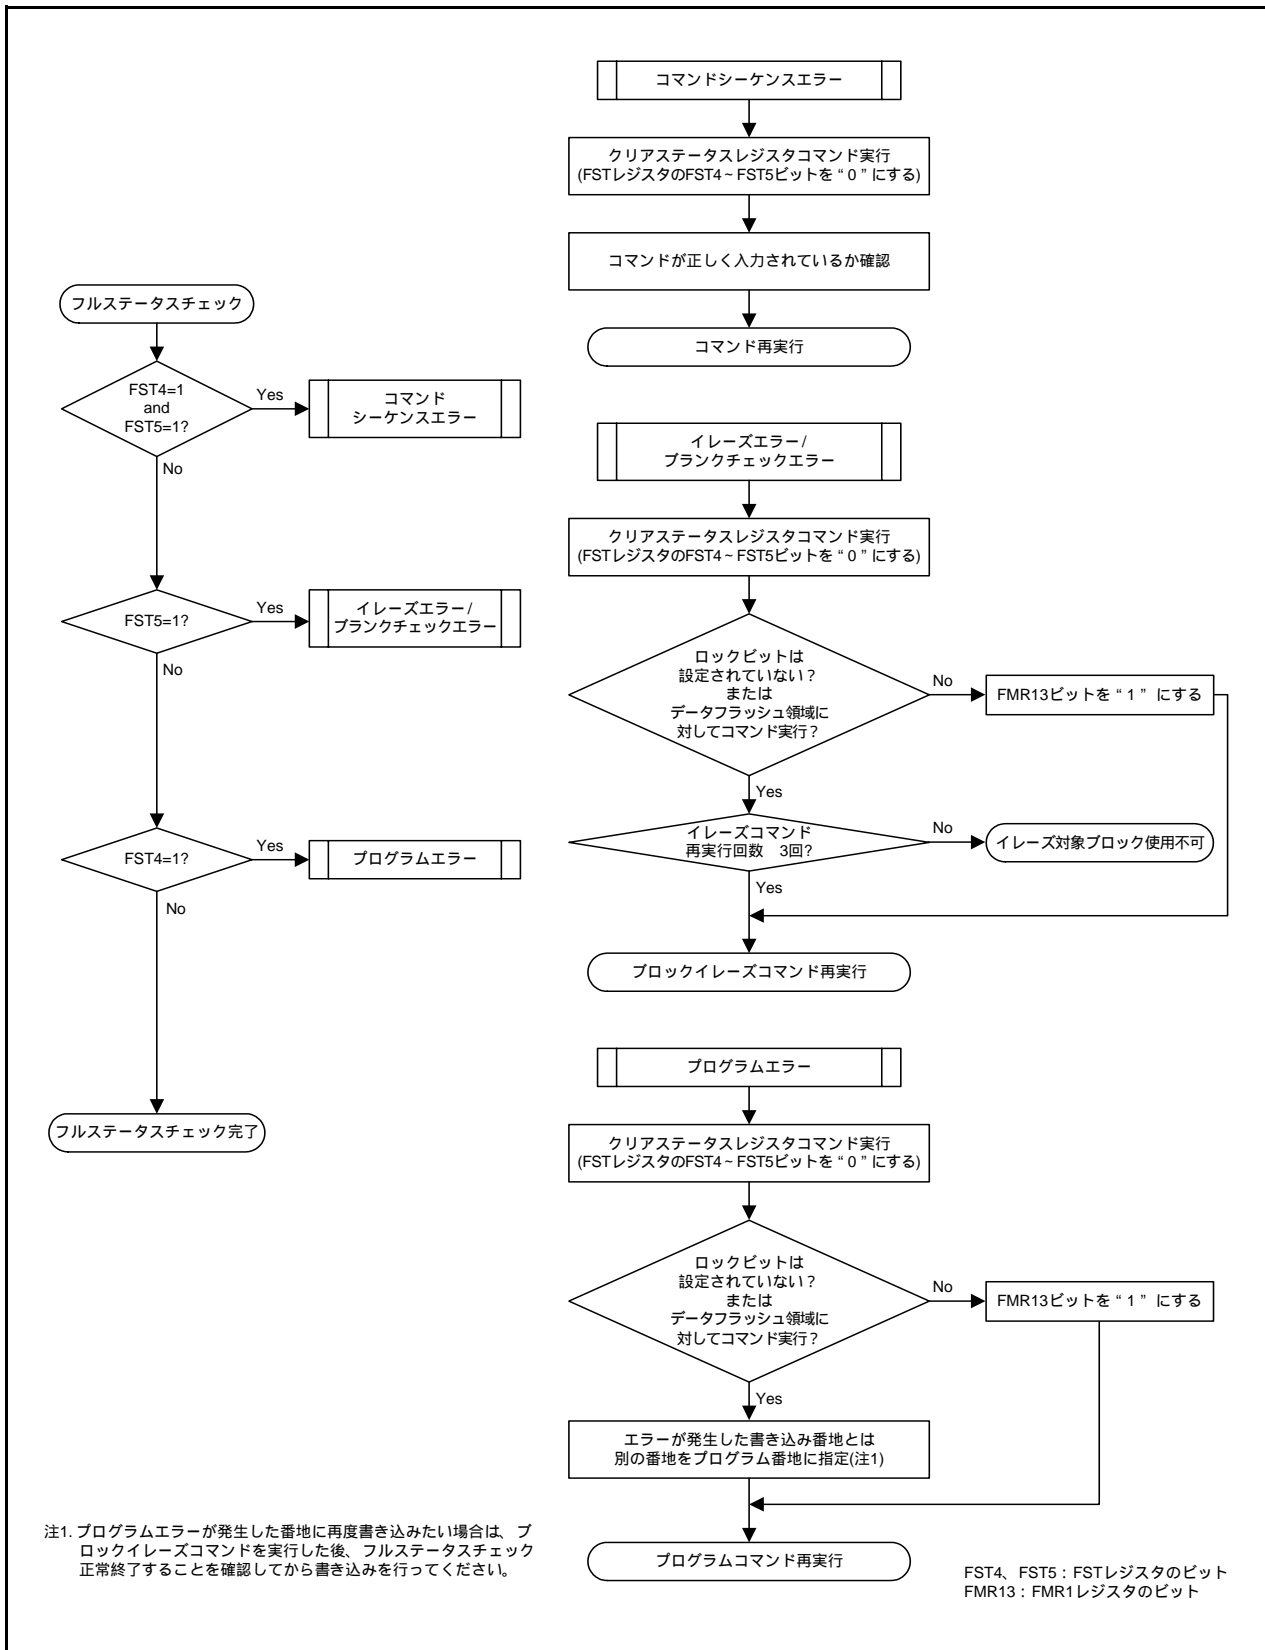 フルステータスチェック
FST4=1
and
FST5=1?
Yes
コマンド
シーケンスエラー
No
FST5=1?
Yes
イレーズエラー/
ブランクチェックエラー
No
FST4=1?
Yes
プログラムエラー
No
フルステータスチェック完了
コマンドシーケンスエラー
クリアステータスレジスタコマンド実行
(FSTレジスタのFST4~FST5ビットを“0”にする)
コマンドが正しく入力されているか確認
コマンド再実行
イレーズエラー/
ブランクチェックエラー
クリアステータスレジスタコマンド実行
(FSTレジスタのFST4~FST5ビットを“0”にする)
ロックビットは
設定されていない?
または
データフラッシュ領域に
対してコマンド実行?
No
FMR13ビットを“1”にする
Yes
イレーズコマンド
再実行回数 3回?
No
イレーズ対象ブロック使用不可
Yes
ブロックイレーズコマンド再実行
プログラムエラー
クリアステータスレジスタコマンド実行
(FSTレジスタのFST4~FST5ビットを“0”にする)
ロックビットは
設定されていない?
または
データフラッシュ領域に
対してコマンド実行?
No
FMR13ビットを“1”にする
Yes
エラーが発生した書き込み番地とは
別の番地をプログラム番地に指定(注1)
プログラムコマンド再実行
注1. プログラムエラーが発生した番地に再度書き込みたい場合は、ブ
ロックイレーズコマンドを実行した後、フルステータスチェック
正常終了することを確認してから書き込みを行ってください。
FST4、FST5:FSTレジスタのビット
FMR13:FMR1レジスタのビット